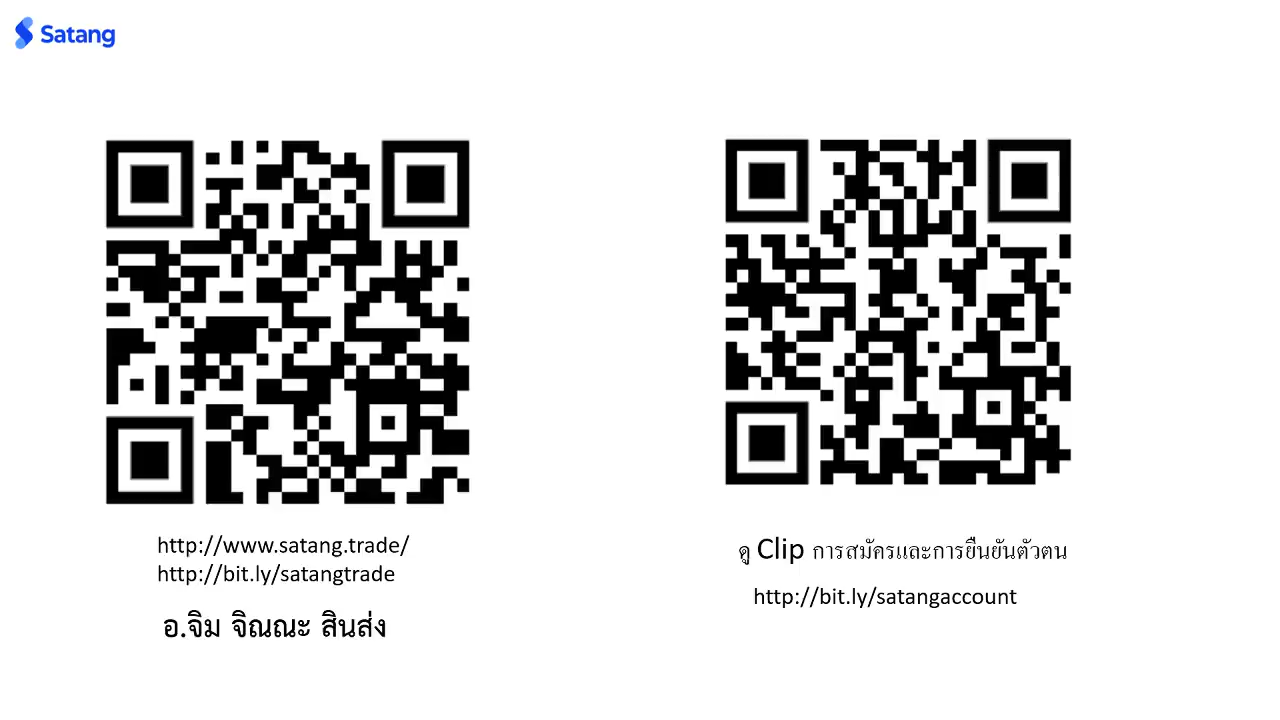 Satang
http://www.satang.trade/
http://bit.ly/satangtrade
อ.จิม จิณณะ สินส่ง
ดู Clip การสมัครและการยืนยันตัวตน
http://bit.ly/satangaccount